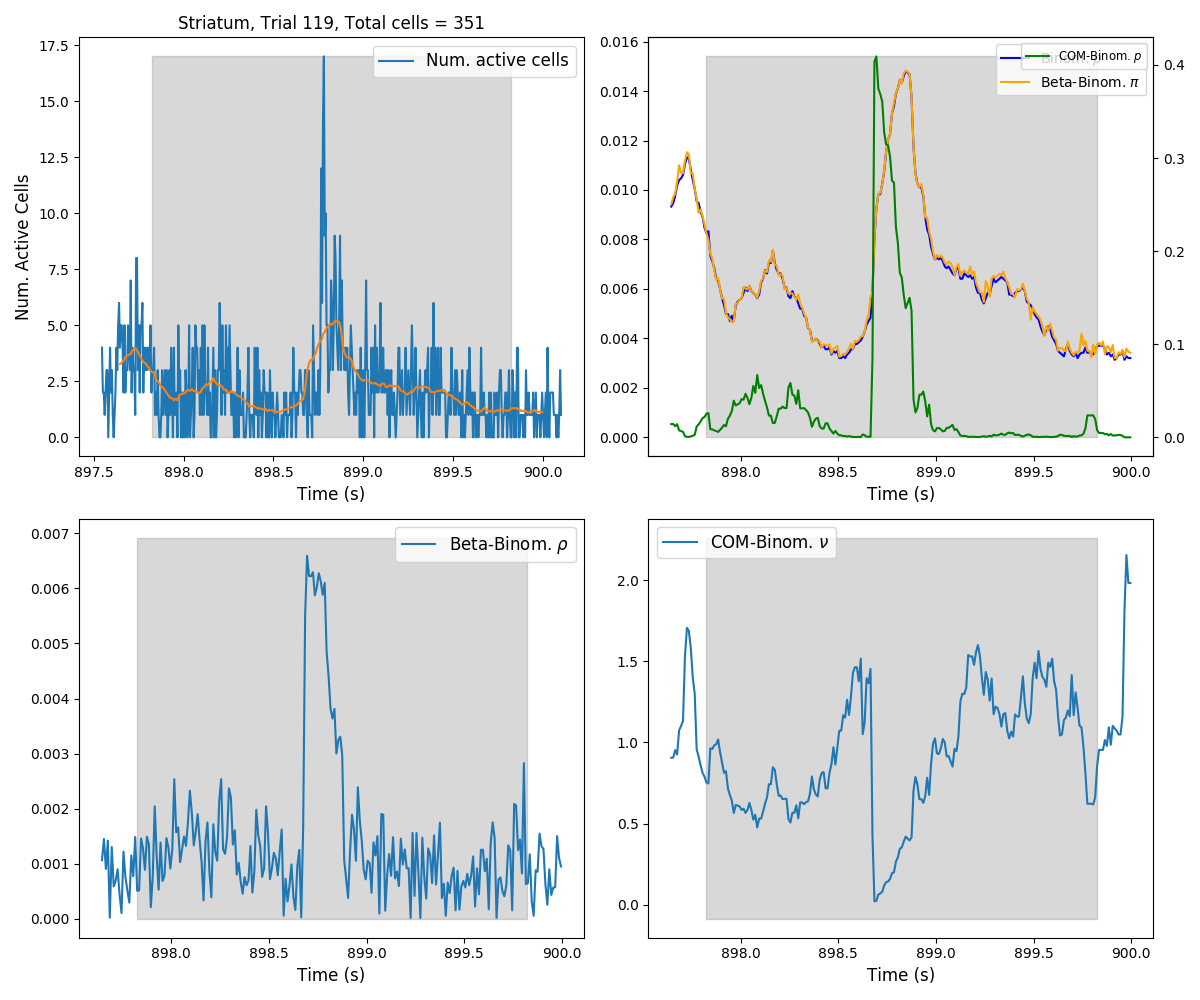 Striatum, Trial 119, Total cells = 351
Num. Active Cells
17.5
15.0
12.5
10.0
7.5
5.0
2.5
0.0
Num. active cells
897.5 898.0 898.5 899.0 899.5 900.0
Time (s)
0.016
0.014
0.012
0.010
0.008
0.006
0.004
0.002
0.000
COM-Binom. ρ
Beta-Binom. π
0.4
0.3
0.2
0.1
0.0
898.0 898.5 899.0 899.5 900.0
Time (s)
0.007
0.006
0.005
0.004
0.003
0.002
0.001
0.000
Beta-Binom. ρ
898.0 898.5 899.0 899.5 900.0
Time (s)
2.0
1.5
1.0
0.5
0.0
COM-Binom. ν
898.0 898.5 899.0 899.5 900.0
Time (s)